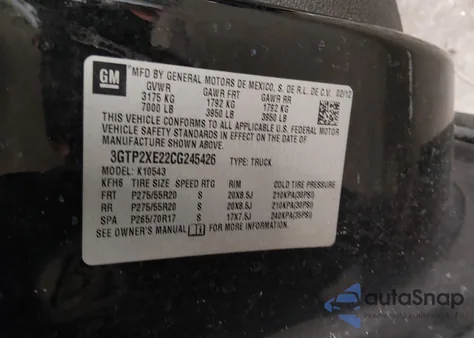 GM MFD BY GENERAL MOTORS DE MEXICO, S. DE R.L. DE C.V. 02/12
GVWR GAWR FRT GAWR RR
3175 KG 1792 KG 1792 KG
7000 LB 3950 LB 3950 LB
THIS VEHICLE CONFORMS TO ALL APPLICABLE U.S. FEDERAL
MOTOR VEHICLE SAFETY STANDARDS IN EFFECT ON THE DATE OF
MANUFACTURE SHOWN ABOVE.
3GTP2XE22CG245426 TYPE: TRUCK
MODEL: K10543
KFH6 TIRE SIZE SPEED RTG RIM COLD TIRE PRESSURE
FRT P275/55R20 S 20X8.5J 210KPA(30PSI)
RR P275/55R20 S 20X8.5J 210KPA(30PSI)
SPA P265/70R17 S 17X7.5J 240KPA(35PSI)
SEE OWNER'S MANUAL FOR MORE INFORMATION.
autaSnap